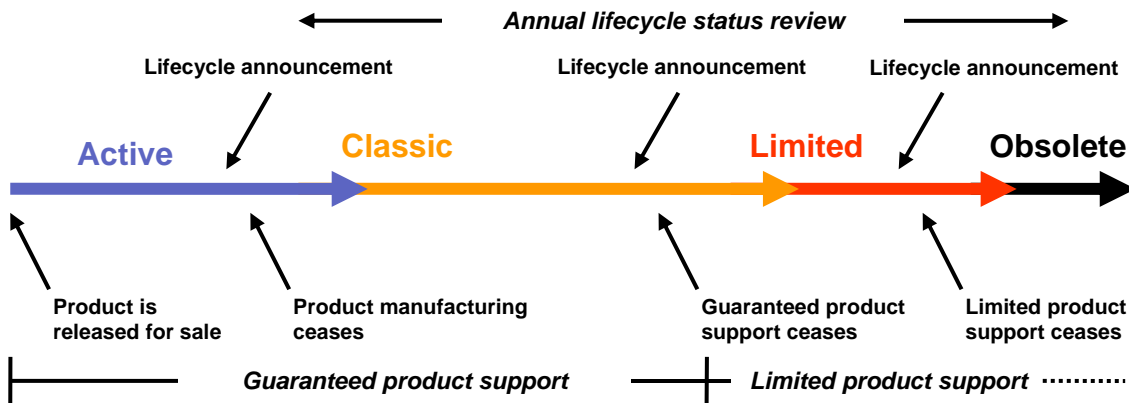 Annual lifecycle status review
Lifecycle announcement
Lifecycle announcement
Lifecycle announcement
Active
Classic
Limited
Obsolete
Product is
released for sale
Product manufacturing
ceases
Guaranteed product
support ceases
Limited product
support ceases
Guaranteed product support
Limited product support